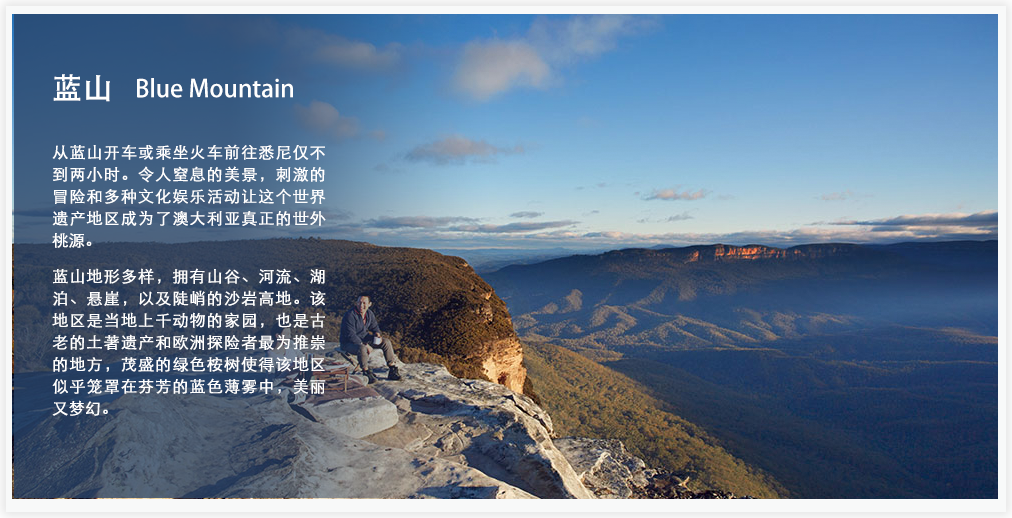 蓝山 Blue Mountain
从蓝山开车或乘坐火车前往悉尼仅不
到两小时。令人窒息的美景，刺激的
冒险和多种文化娱乐活动让这个世界
遗产地区成为了澳大利亚真正的世外
桃源。
蓝山地形多样，拥有山谷、河流、湖
泊、悬崖，以及陡峭的沙岩高地。该
地区是当地上千动物的家园，也是古
老的土著遗产和欧洲探险者最为推崇
的地方，茂盛的绿色桉树使得该地区
似乎笼罩在芬芳的蓝色薄雾中，美丽
又梦幻。